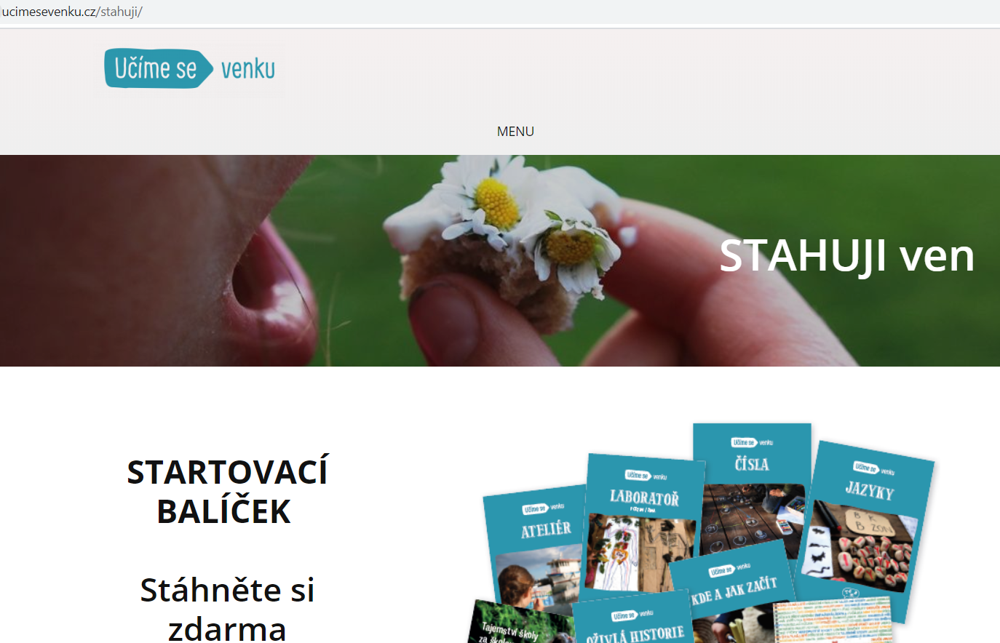 ucimesevenku.cz/stahuji/
Učíme se venku
MENU
STAHUJI ven
STARTOVACÍ
BALÍČEK
Stáhněte si
zdarma
Učíme se venku
ČÍSLA
Učíme se venku
JAZYKY
B K
B ZON
Učíme se venku
LABORATOŘ
Učíme se venku
ATELIÉR
Učíme se venku
KDE A JAK ZAČÍT
Učíme se venku
OŽIVLÁ HISTORIE
Tajemství školy